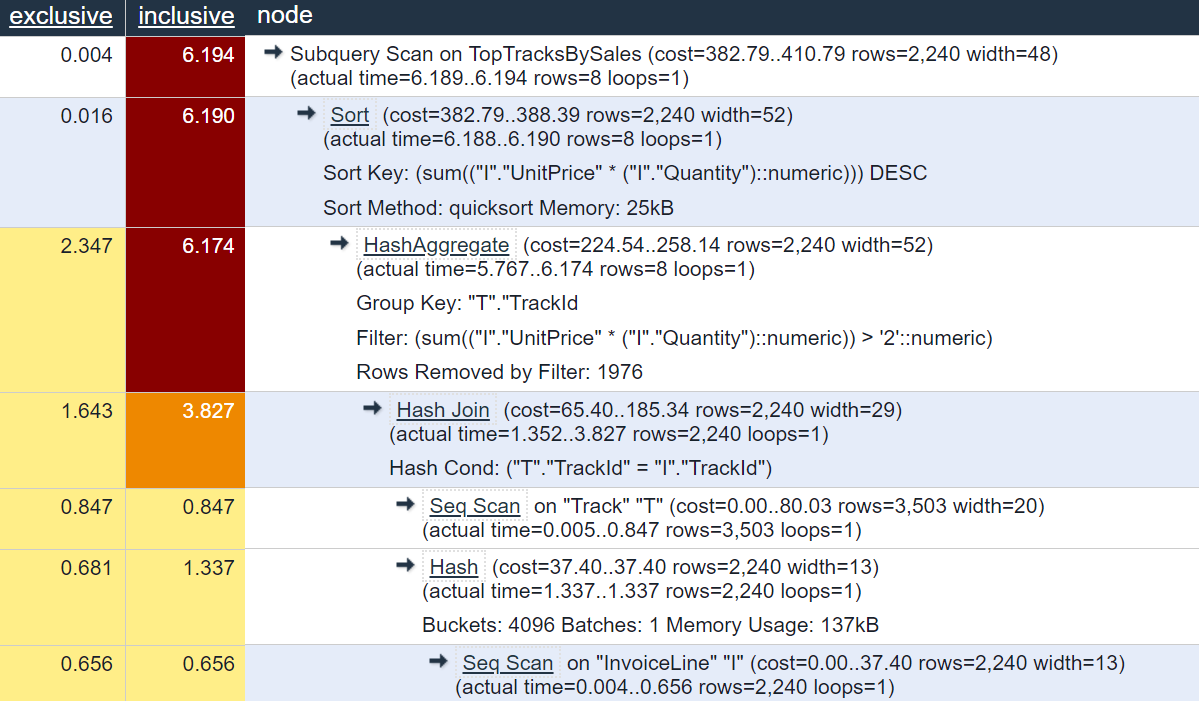 exclusive inclusive node
0.004 6.194 Subquery Scan on TopTracksBySales (cost=382.79..410.79 rows=2,240 width=48)
(actual time=6.189..6.194 rows=8 loops=1)
0.016 6.190 Sort (cost=382.79..388.39 rows=2,240 width=52)
(actual time=6.188..6.190 rows=8 loops=1)
Sort Key: (sum(("I"."UnitPrice" * ("I"."Quantity")::numeric))) DESC
Sort Method: quicksort Memory: 25kB
2.347 6.174 HashAggregate (cost=224.54..258.14 rows=2,240 width=52)
(actual time=5.767..6.174 rows=8 loops=1)
Group Key: "T"."TrackId
Filter: (sum(("I"."UnitPrice" * ("I"."Quantity")::numeric)) > '2'::numeric)
Rows Removed by Filter: 1976
1.643 3.827 Hash Join (cost=65.40..185.34 rows=2,240 width=29)
(actual time=1.352..3.827 rows=2,240 loops=1)
Hash Cond: ("T"."TrackId" = "I"."TrackId")
0.847 0.847 Seq Scan on "Track" "T" (cost=0.00..80.03 rows=3,503 width=20)
(actual time=0.005..0.847 rows=3,503 loops=1)
0.681 1.337 Hash (cost=37.40..37.40 rows=2,240 width=13)
(actual time=1.337..1.337 rows=2,240 loops=1)
Buckets: 4096 Batches: 1 Memory Usage: 137kB
0.656 0.656 Seq Scan on "InvoiceLine" "I" (cost=0.00..37.40 rows=2,240 width=13)
(actual time=0.004..0.656 rows=2,240 loops=1)